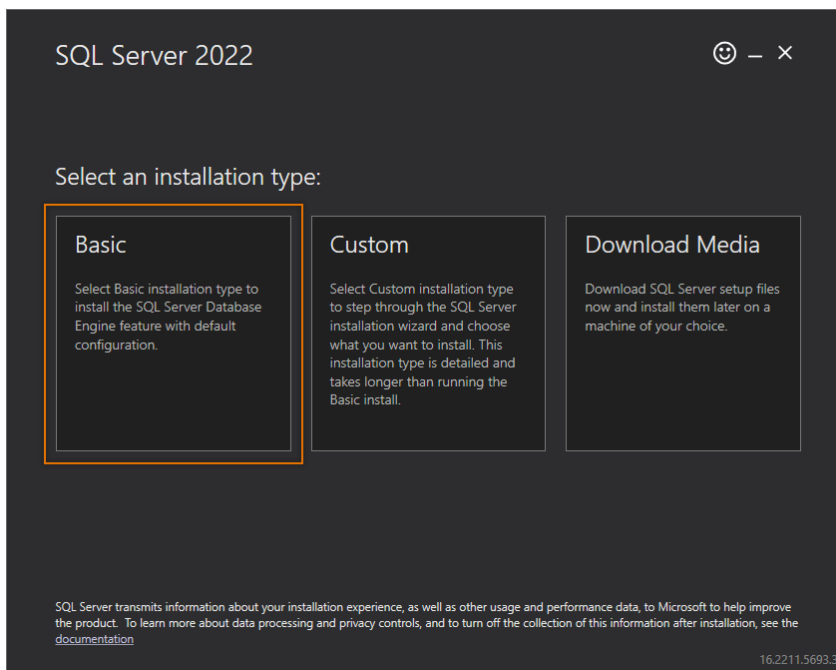 SQL Server 2022
Select an installation type:
Basic
Select Basic installation type to
install the SQL Server Database
Engine feature with default
configuration.
Custom
Select Custom installation type
to step through the SQL Server
installation wizard and choose
what you want to install. This
installation type is detailed and
takes longer than running the
Basic install.
Download Media
Download SQL Server setup files
now and install them later on a
machine of your choice.
SQL Server transmits information about your installation experience, as well as other usage and performance data, to Microsoft to help improve
the product. To learn more about data processing and privacy controls, and to turn off the collection of this information after installation, see the
documentation
16.2211.5693.3